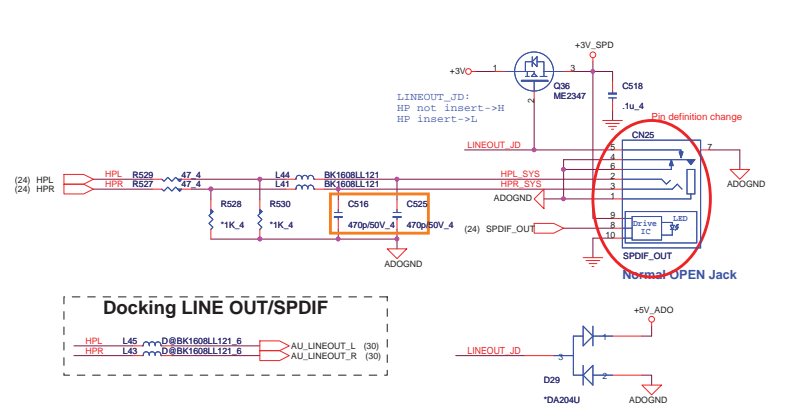 +3V_SPD
+3V
1
3
2
Q36
ME2347
C518
.1u_4
LINEOUT_JD:
HP not insert->H
HP insert->L
Pin definition change
CN25
LINEOUT_JD
5
7
4
6
(24) HPL
HPL
R529
47_4
L44
BK1608LL121
HPL_SYS
2
(24) HPR
HPR
R527
47_4
L41
BK1608LL121
HPR_SYS
3
ADOGND
1
ADOGND
R528
*1K_4
R530
*1K_4
C516
470p/50V_4
C525
470p/50V_4
ADOGND
(24) SPDIF_OUT
9
8
10
Drive
IC
LED
SPDIF_OUT
Normal OPEN Jack
Docking LINE OUT/SPDIF
HPL
L45
D@BK1608LL121_6
AU_LINEOUT_L (30)
HPR
L43
D@BK1608LL121_6
AU_LINEOUT_R (30)
+5V_ADO
LINEOUT_JD
3
1
2
D29
*DA204U
ADOGND